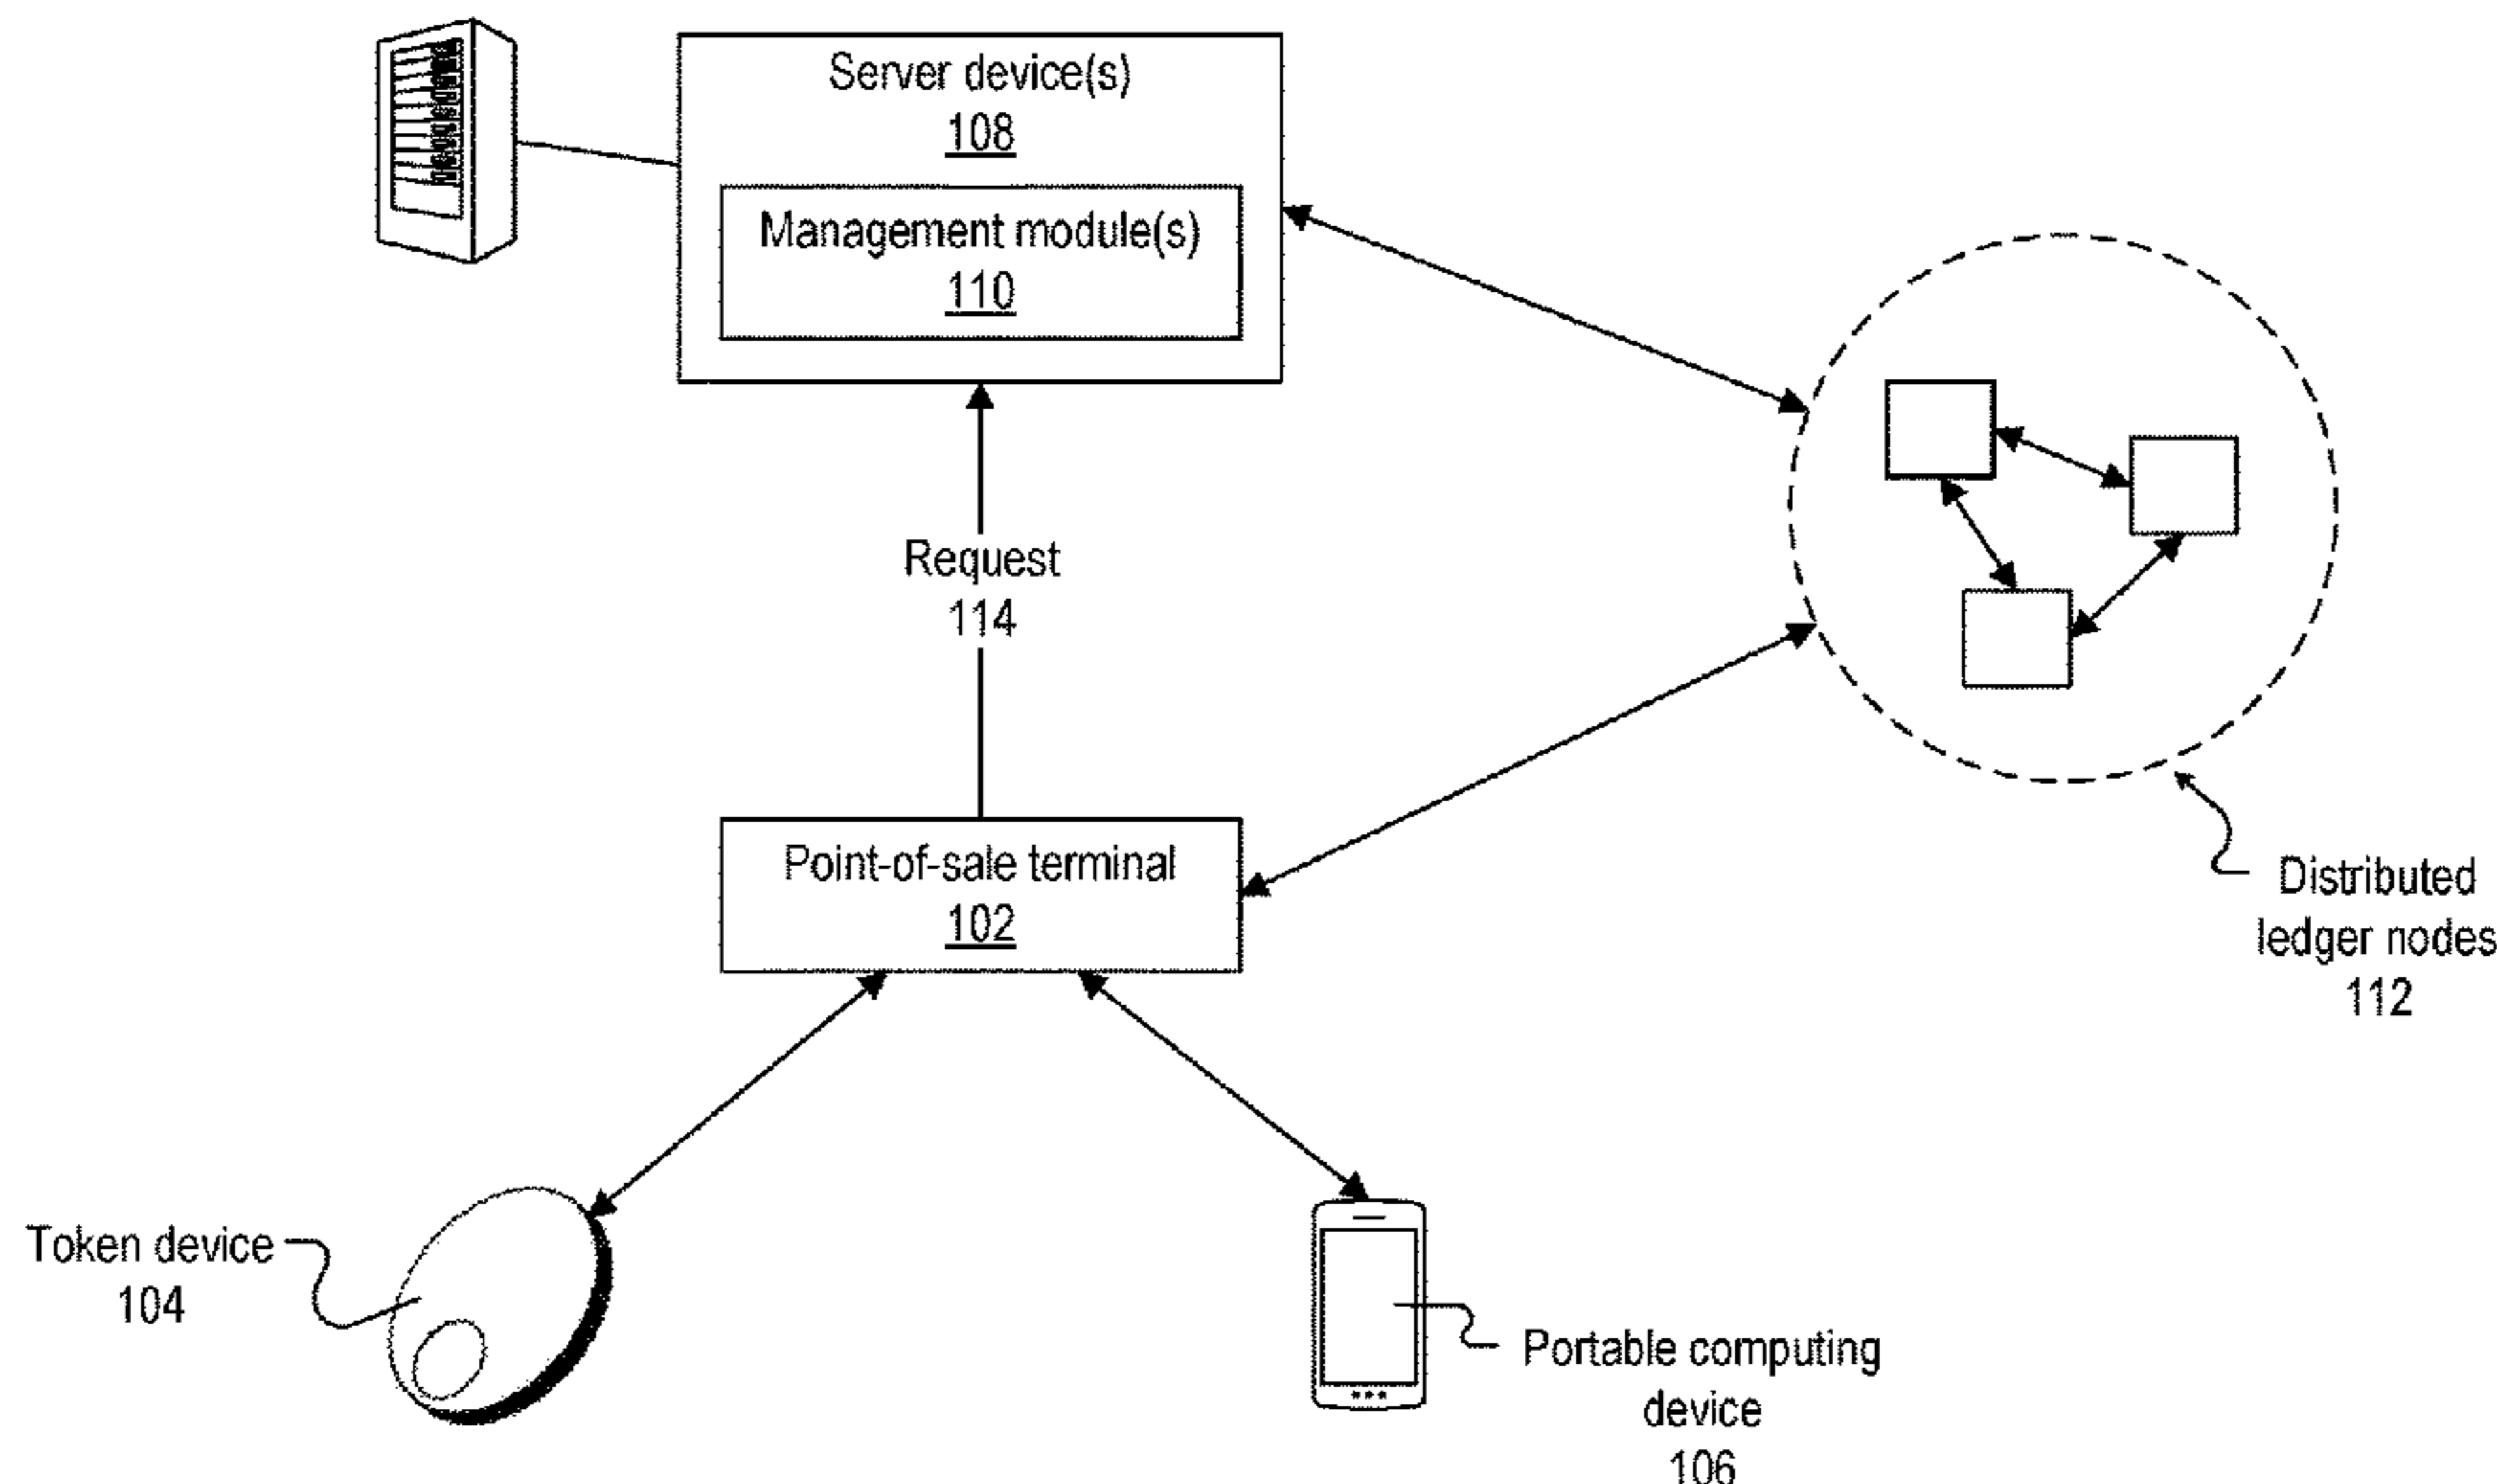 Server device(s)
108
Management module(s)
110
Request
114
Point-of-sale terminal
102
Distributed
ledger nodes
112
Token device
104
Portable computing
device
106